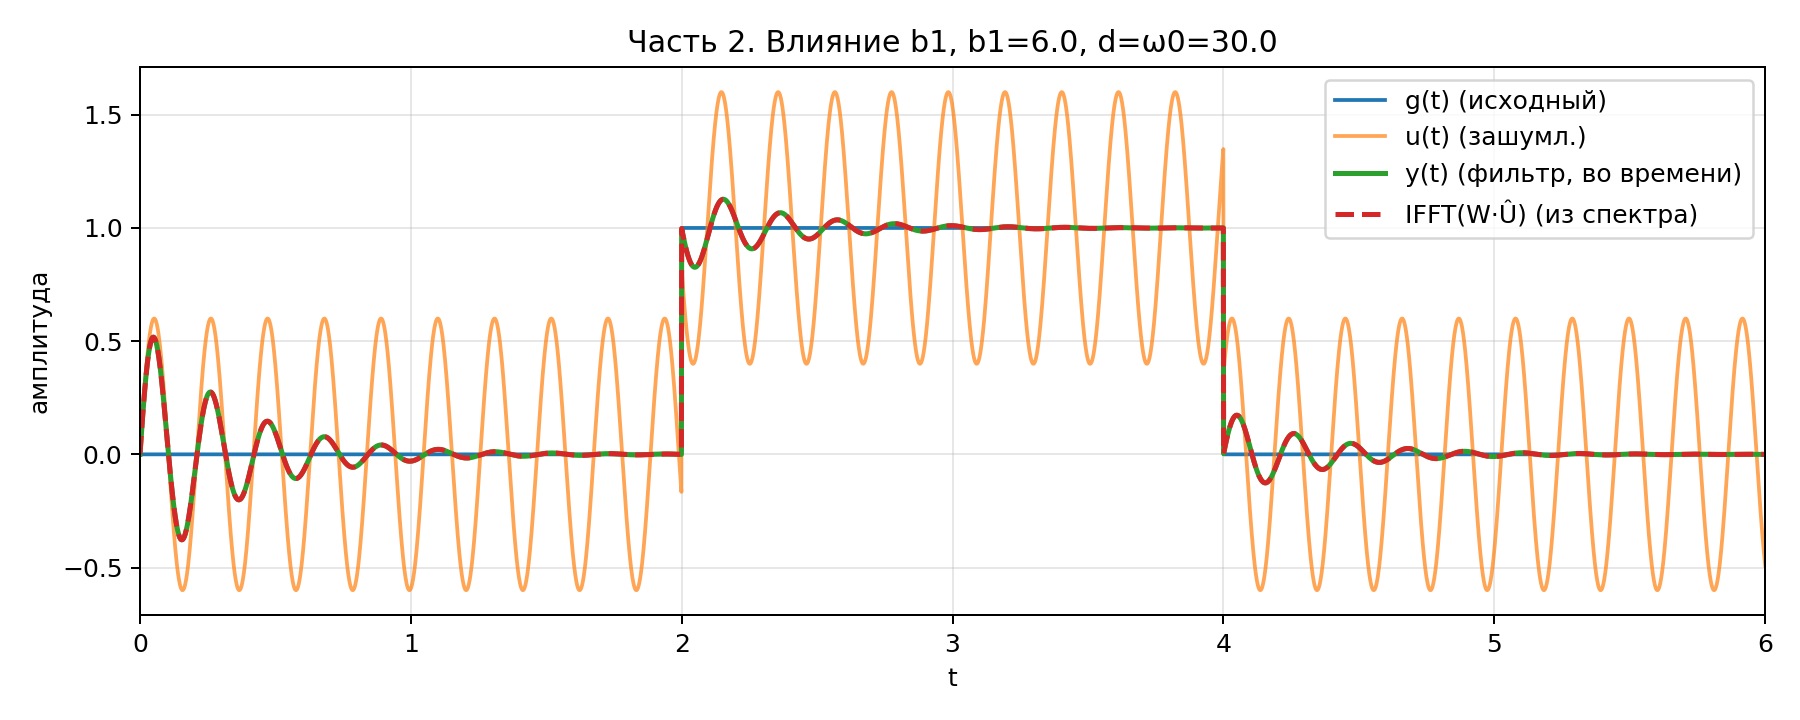 Часть 2. Влияние b1, b1=6.0, d=ω0=30.0
амплитуда
1.5
1.0
0.5
0.0
−0.5
g(t) (исходный)
u(t) (зашумл.)
y(t) (фильтр, во времени)
IFFT(W·Û) (из спектра)
0 1 2 3 4 5 6
t